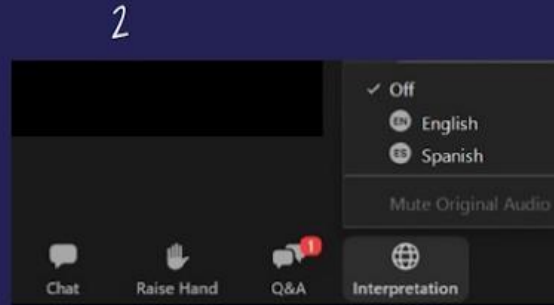 2
Off
EN English
ES Spanish
Mute Original Audio
1
Chat Raise Hand Q&A Interpretation